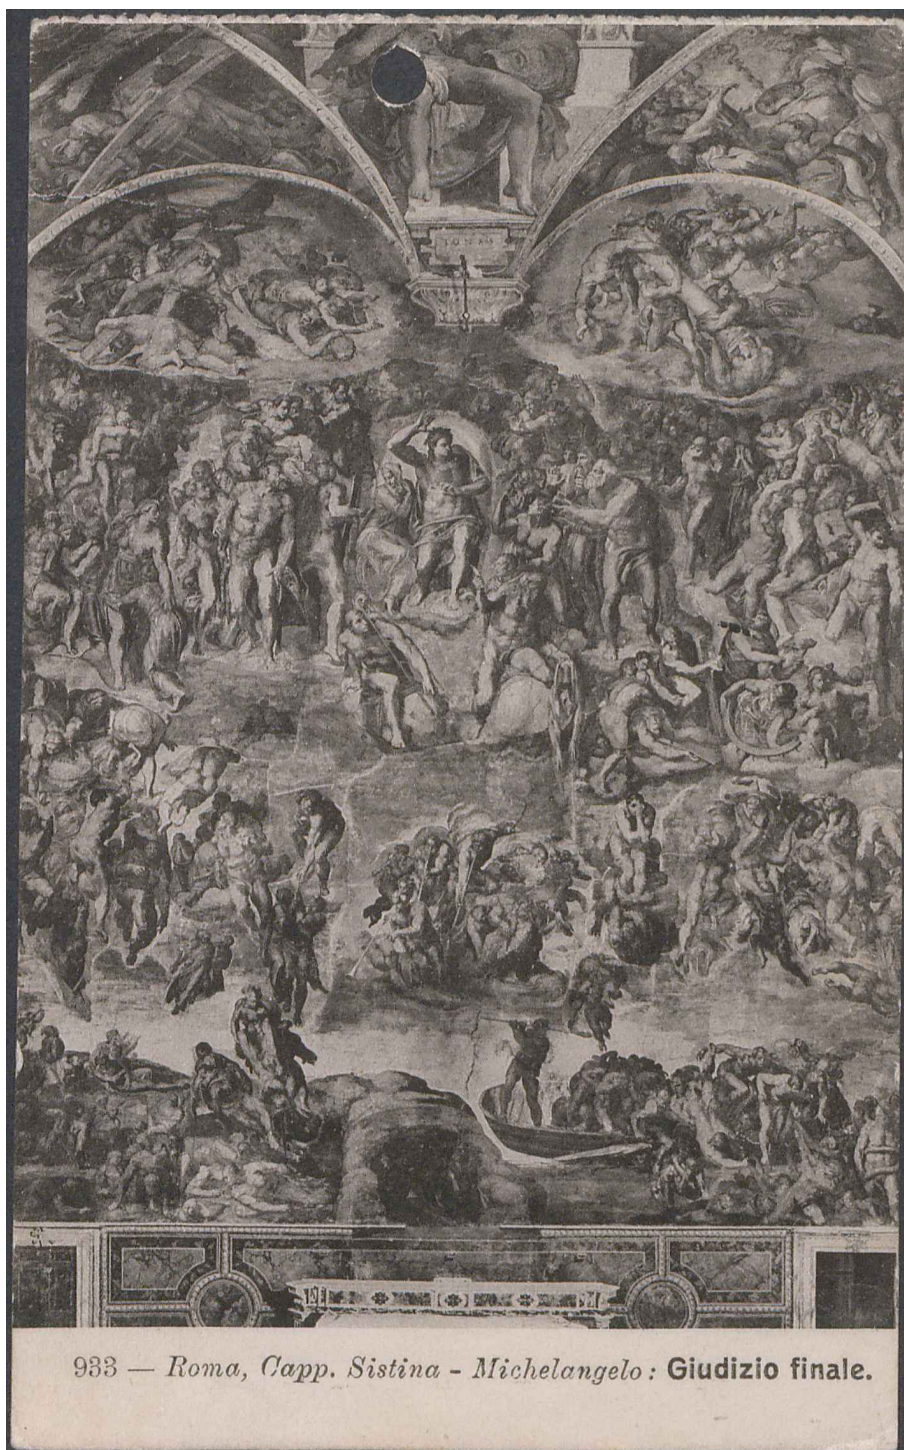 933 — Roma, Capp. Sistina - Michelangelo: Giudizio finale.